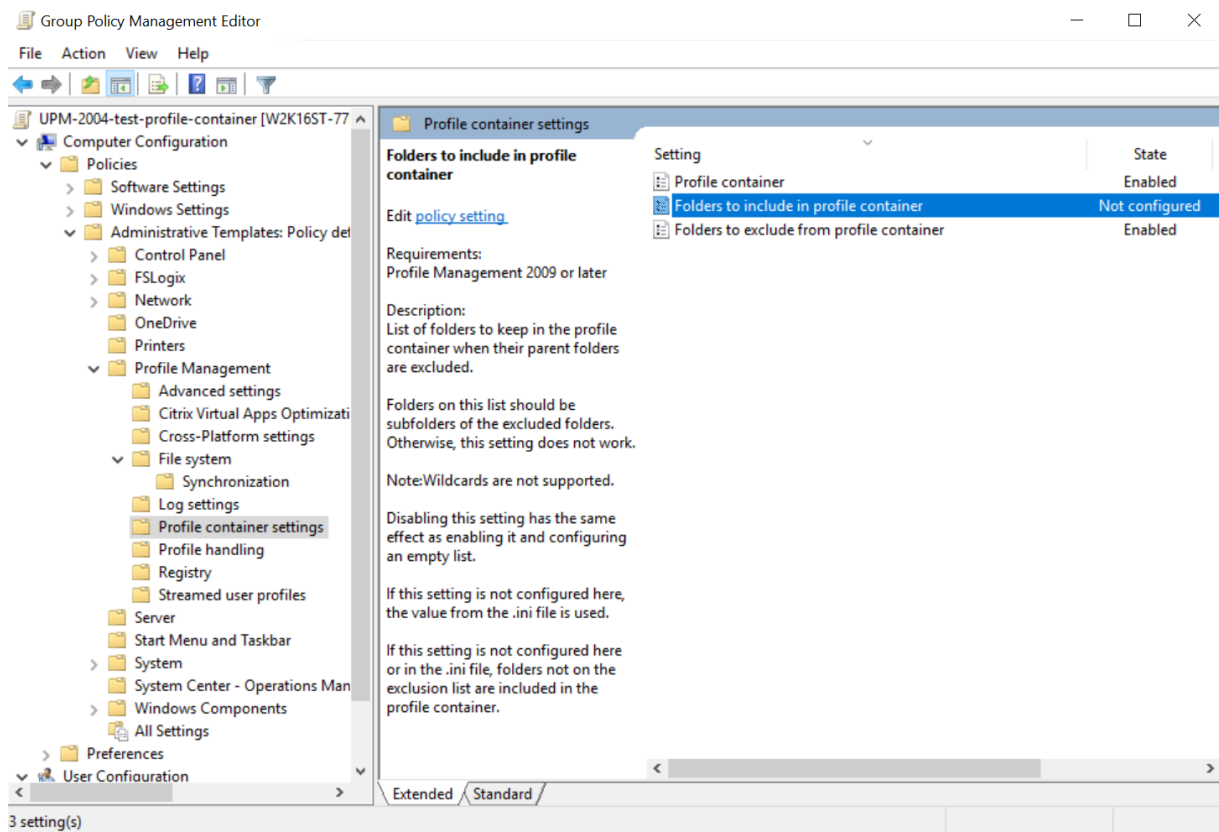 Group Policy Management Editor
File Action View Help
UPM-2004-test-profile-container [W2K16ST-77
Computer Configuration
Policies
Software Settings
Windows Settings
Administrative Templates: Policy def
Control Panel
FSLogix
Network
OneDrive
Printers
Profile Management
Advanced settings
Citrix Virtual Apps Optimizati
Cross-Platform settings
File system
Synchronization
Log settings
Profile container settings
Profile handling
Registry
Streamed user profiles
Server
Start Menu and Taskbar
System
System Center - Operations Man
Windows Components
All Settings
Preferences
User Configuration
Profile container settings
Folders to include in profile
container
Edit policy setting
Requirements:
Profile Management 2009 or later
Description:
List of folders to keep in the profile
container when their parent folders
are excluded.
Folders on this list should be
subfolders of the excluded folders.
Otherwise, this setting does not work.
Note:Wildcards are not supported.
Disabling this setting has the same
effect as enabling it and configuring
an empty list.
If this setting is not configured here,
the value from the .ini file is used.
If this setting is not configured here
or in the .ini file, folders not on the
exclusion list are included in the
profile container.
Setting State
Profile container Enabled
Folders to include in profile container Not configured
Folders to exclude from profile container Enabled
Extended Standard
3 setting(s)